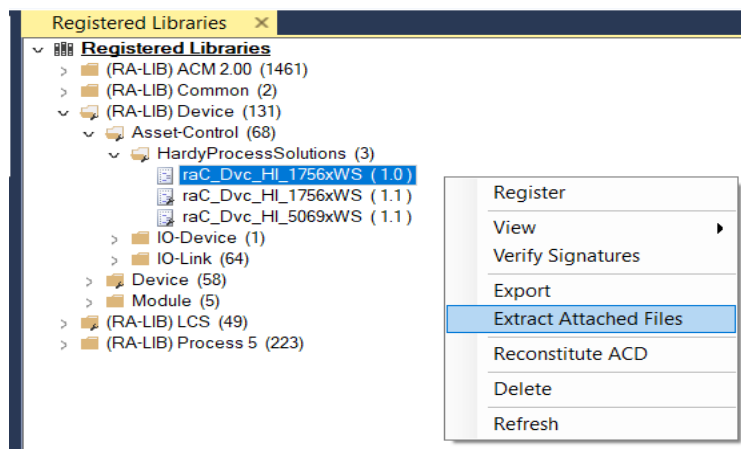 Registered Libraries ×
Registered Libraries
(RA-LIB) ACM 2.00 (1461)
(RA-LIB) Common (2)
(RA-LIB) Device (131)
Asset-Control (68)
HardyProcessSolutions (3)
raC_Dvc_HI_1756xWS (1.0)
raC_Dvc_HI_1756xWS (1.1)
raC_Dvc_HI_5069xWS (1.1)
IO-Device (1)
IO-Link (64)
Device (58)
Module (5)
(RA-LIB) LCS (49)
(RA-LIB) Process 5 (223)
Register
View
Verify Signatures
Export
Extract Attached Files
Reconstitute ACD
Delete
Refresh